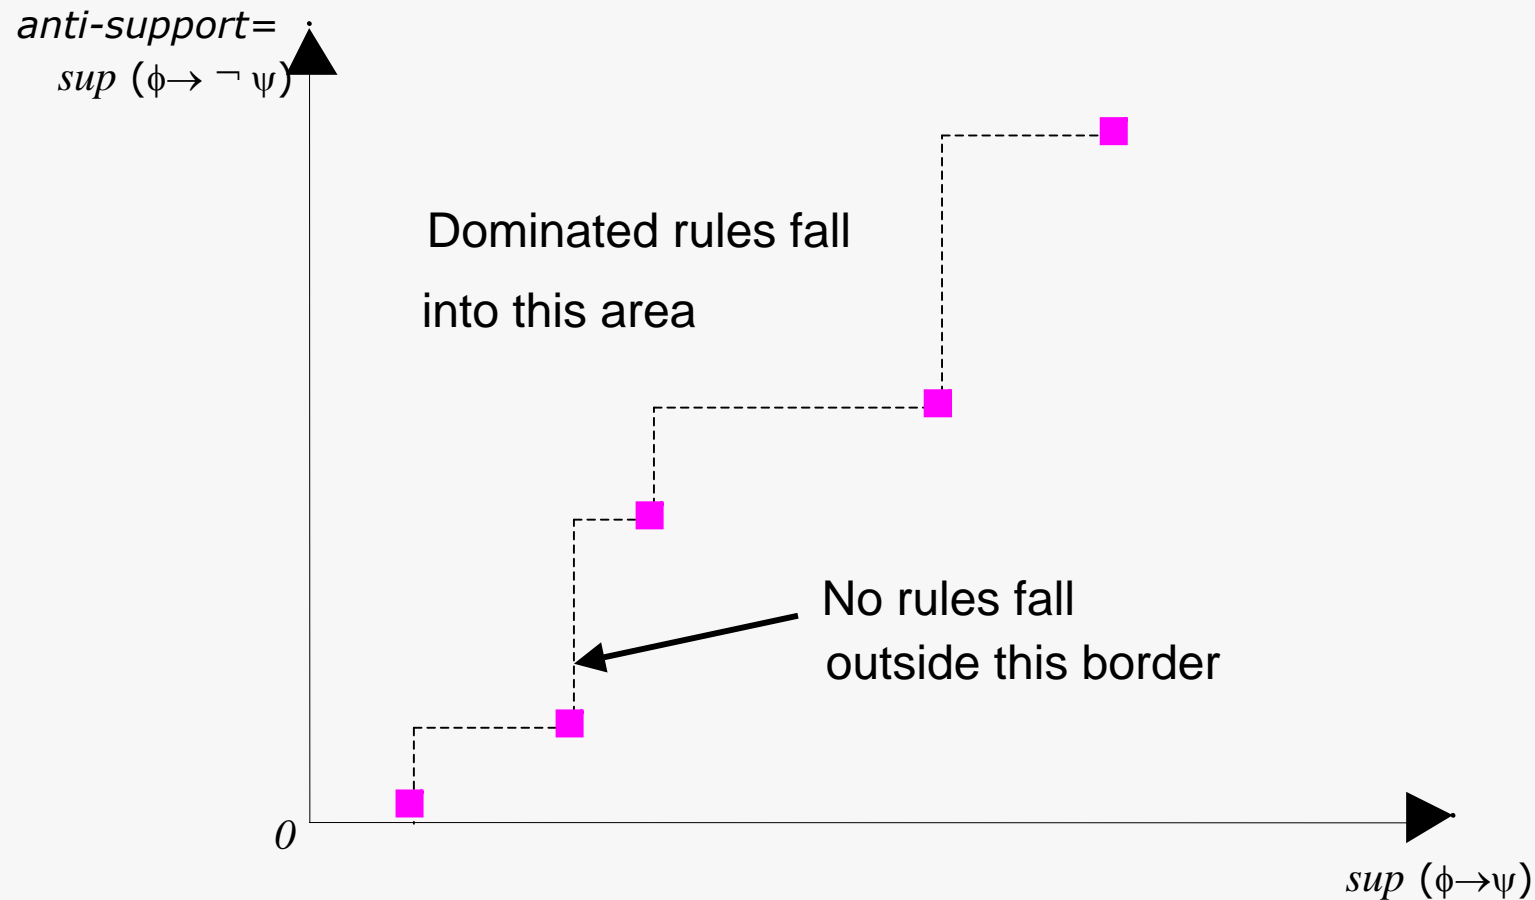 anti-support=
sup (ϕ→ ¬ ψ)
Dominated rules fall
into this area
No rules fall
outside this border
0
sup (ϕ→ψ)